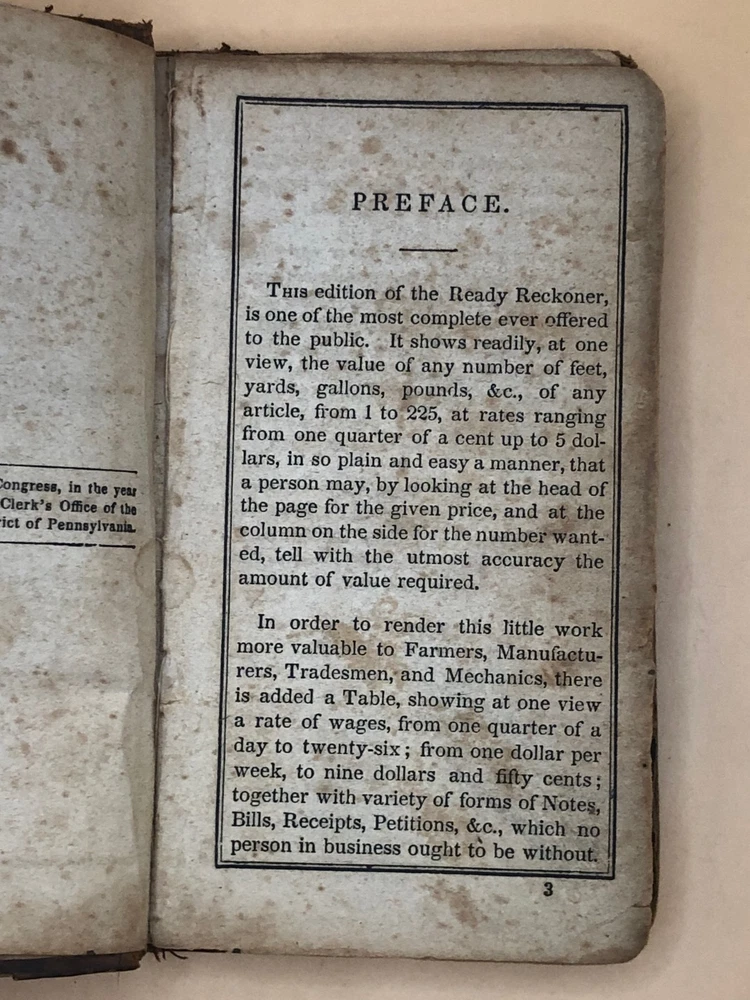 Congress, in the year
Clerk's Office of the
ict of Pennsylvania.
PREFACE.
This edition of the Ready Reckoner,
is one of the most complete ever offered
to the public. It shows readily, at one
view, the value of any number of feet,
yards, gallons, pounds, &c., of any
article, from 1 to 225, at rates ranging
from one quarter of a cent up to 5 dol-
lars, in so plain and easy a manner, that
a person may, by looking at the head of
the page for the given price, and at the
column on the side for the number want-
ed, tell with the utmost accuracy the
amount of value required.
In order to render this little work
more valuable to Farmers, Manufactu-
rers, Tradesmen, and Mechanics, there
is added a Table, showing at one view
a rate of wages, from one quarter of a
day to twenty-six; from one dollar per
week, to nine dollars and fifty cents;
together with variety of forms of Notes,
Bills, Receipts, Petitions, &c., which no
person in business ought to be without.
3